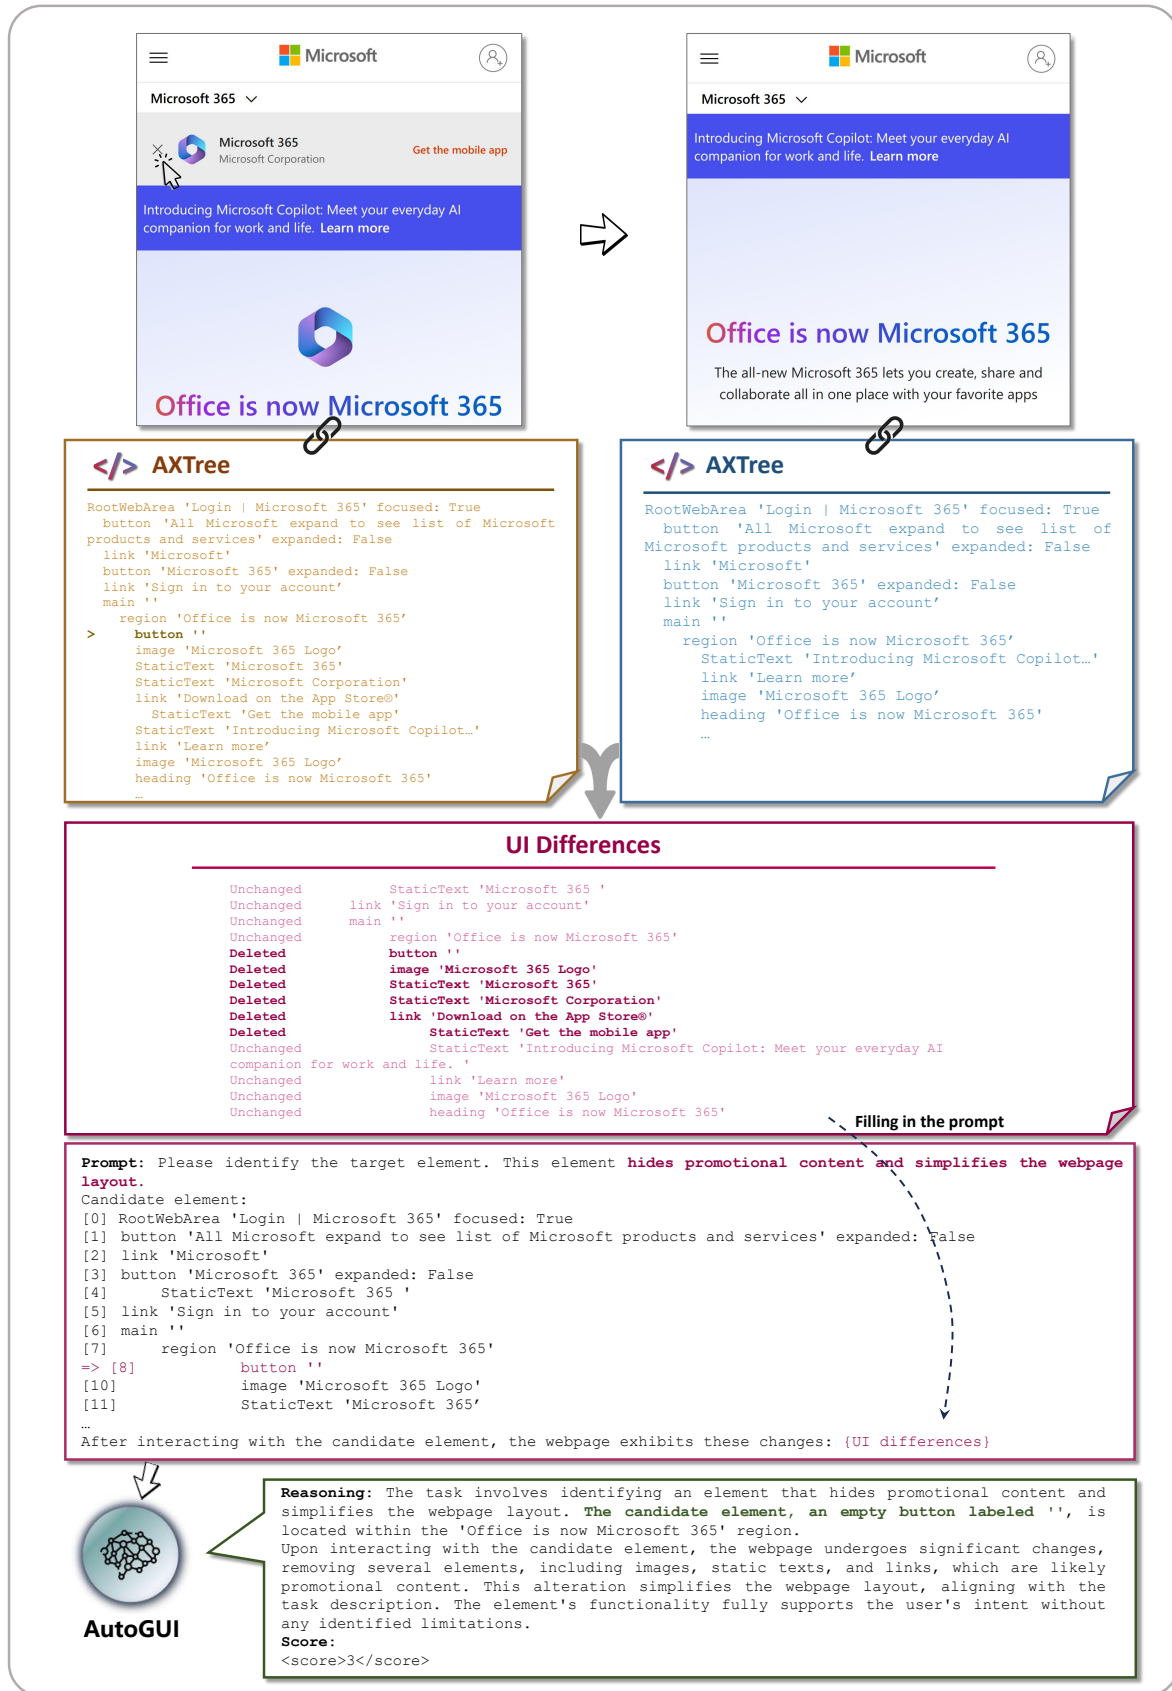 Microsoft
Microsoft 365
Microsoft 365
Microsoft Corporation
Get the mobile app
Introducing Microsoft Copilot: Meet your everyday AI
companion for work and life. Learn more
Office is now Microsoft 365
Microsoft
Microsoft 365
Introducing Microsoft Copilot: Meet your everyday AI
companion for work and life. Learn more
Office is now Microsoft 365
The all-new Microsoft 365 lets you create, share and
collaborate all in one place with your favorite apps
</> AXTree
RootWebArea 'Login | Microsoft 365' focused: True
button 'All Microsoft expand to see list of Microsoft
products and services' expanded: False
link 'Microsoft'
button 'Microsoft 365' expanded: False
link 'Sign in to your account’
main ''
region 'Office is now Microsoft 365’
> button ''
image 'Microsoft 365 Logo’
StaticText 'Microsoft 365'
StaticText 'Microsoft Corporation'
link 'Download on the App Store®'
StaticText 'Get the mobile app'
StaticText 'Introducing Microsoft Copilot…'
link 'Learn more’
image 'Microsoft 365 Logo’
heading 'Office is now Microsoft 365'
…
</> AXTree
RootWebArea 'Login | Microsoft 365' focused: True
button 'All Microsoft expand to see list of
Microsoft products and services' expanded: False
link 'Microsoft'
button 'Microsoft 365' expanded: False
link 'Sign in to your account’
main ''
region 'Office is now Microsoft 365’
StaticText 'Introducing Microsoft Copilot…'
link 'Learn more’
image 'Microsoft 365 Logo’
heading 'Office is now Microsoft 365'
…
UI Differences
Unchanged StaticText 'Microsoft 365 '
Unchanged link 'Sign in to your account'
Unchanged main ''
Unchanged region 'Office is now Microsoft 365'
Deleted button ''
Deleted image 'Microsoft 365 Logo'
Deleted StaticText 'Microsoft 365'
Deleted StaticText 'Microsoft Corporation'
Deleted link 'Download on the App Store®'
Deleted StaticText 'Get the mobile app'
Unchanged StaticText 'Introducing Microsoft Copilot: Meet your everyday AI
companion for work and life. '
Unchanged link 'Learn more'
Unchanged image 'Microsoft 365 Logo'
Unchanged heading 'Office is now Microsoft 365'
Filling in the prompt
Prompt: Please identify the target element. This element hides promotional content and simplifies the webpage
layout.
Candidate element:
[0] RootWebArea 'Login | Microsoft 365' focused: True
[1] button 'All Microsoft expand to see list of Microsoft products and services' expanded: False
[2] link 'Microsoft'
[3] button 'Microsoft 365' expanded: False
[4] StaticText 'Microsoft 365 '
[5] link 'Sign in to your account'
[6] main ''
[7] region 'Office is now Microsoft 365'
=> [8] button ''
[10] image 'Microsoft 365 Logo'
[11] StaticText 'Microsoft 365’
…
After interacting with the candidate element, the webpage exhibits these changes: {UI differences}
AutoGUI
Reasoning: The task involves identifying an element that hides promotional content and
simplifies the webpage layout. The candidate element, an empty button labeled '', is
located within the 'Office is now Microsoft 365' region.
Upon interacting with the candidate element, the webpage undergoes significant changes,
removing several elements, including images, static texts, and links, which are likely
promotional content. This alteration simplifies the webpage layout, aligning with the
task description. The element's functionality fully supports the user's intent without
any identified limitations.
Score:
<score>3</score>